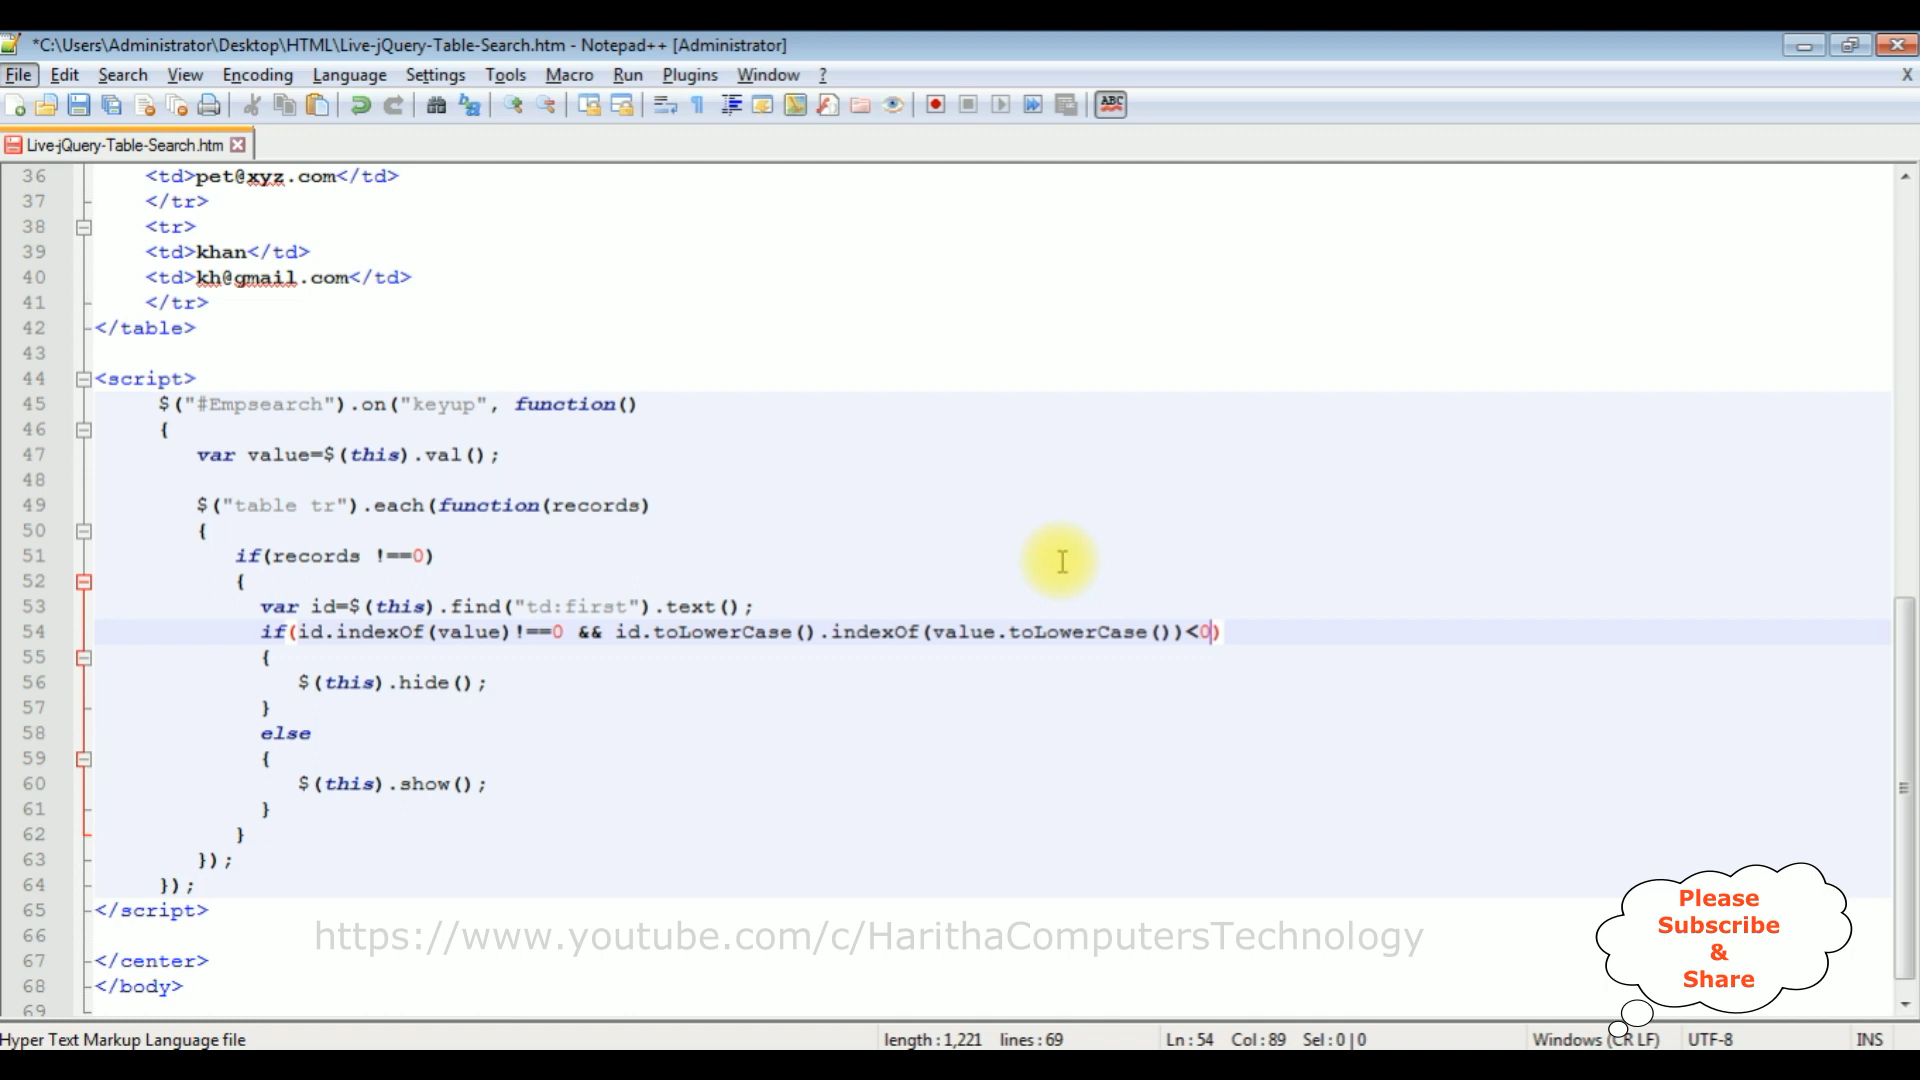 *C:\Users\Administrator\Desktop\HTML\Live-jQuery-Table-Search.htm - Notepad++ [Administrator]
File Edit Search View Encoding Language Settings Tools Macro Run Plugins Window ? X
ABC
Live-jQuery-Table-Search.htm
36 <td>pet@xyz.com</td>
37 </tr>
38 <tr>
39 <td>khan</td>
40 <td>kh@gmail.com</td>
41 </tr>
42 </table>
43
44 <script>
45 $("#Empsearch").on("keyup", function()
46 {
47 var value=$(this).val();
48
49 $("table tr").each(function(records)
50 {
51 if(records !==0)
52 {
53 var id=$(this).find("td:first").text();
54 if(id.indexOf(value)!==0 && id.toLowerCase().indexOf(value.toLowerCase())<0)
55 {
56 $(this).hide();
57 }
58 else
59 {
60 $(this).show();
61 }
62 }
63 });
64 });
65 </script>
66
67 </center>
68 </body>
69
https://www.youtube.com/c/HarithaComputersTechnology
Please
Subscribe
&
Share
Hyper Text Markup Language file length : 1,221 lines : 69 Ln : 54 Col : 89 Sel : 0 | 0 Windows (CR LF) UTF-8 INS